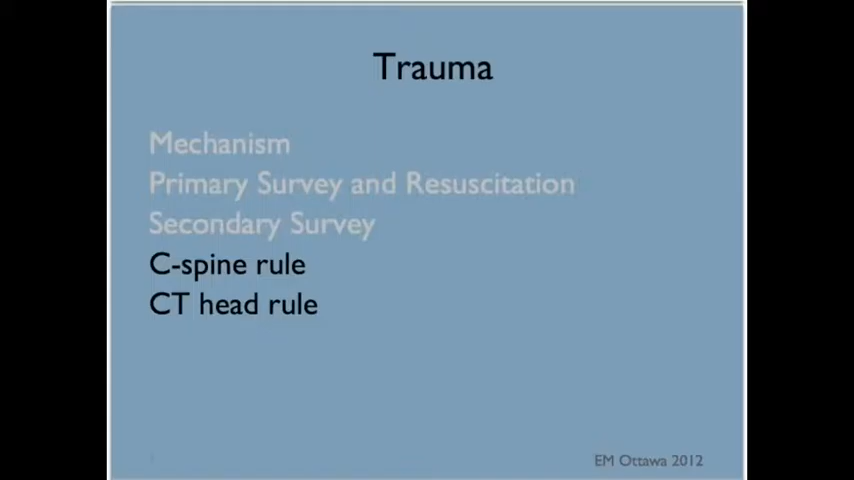 Trauma
Mechanism
Primary Survey and Resuscitation
Secondary Survey
C-spine rule
CT head rule
EM Ottawa 2012